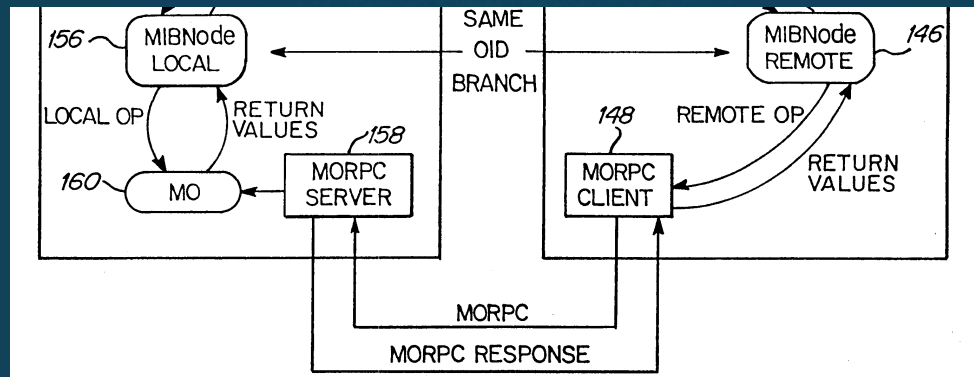 SAME
OID
BRANCH
156
MIBNode
LOCAL
MIBNode
REMOTE
146
LOCAL OP
RETURN
VALUES
REMOTE OP
RETURN
VALUES
160
MO
158
MORPC
SERVER
148
MORPC
CLIENT
MORPC
MORPC RESPONSE